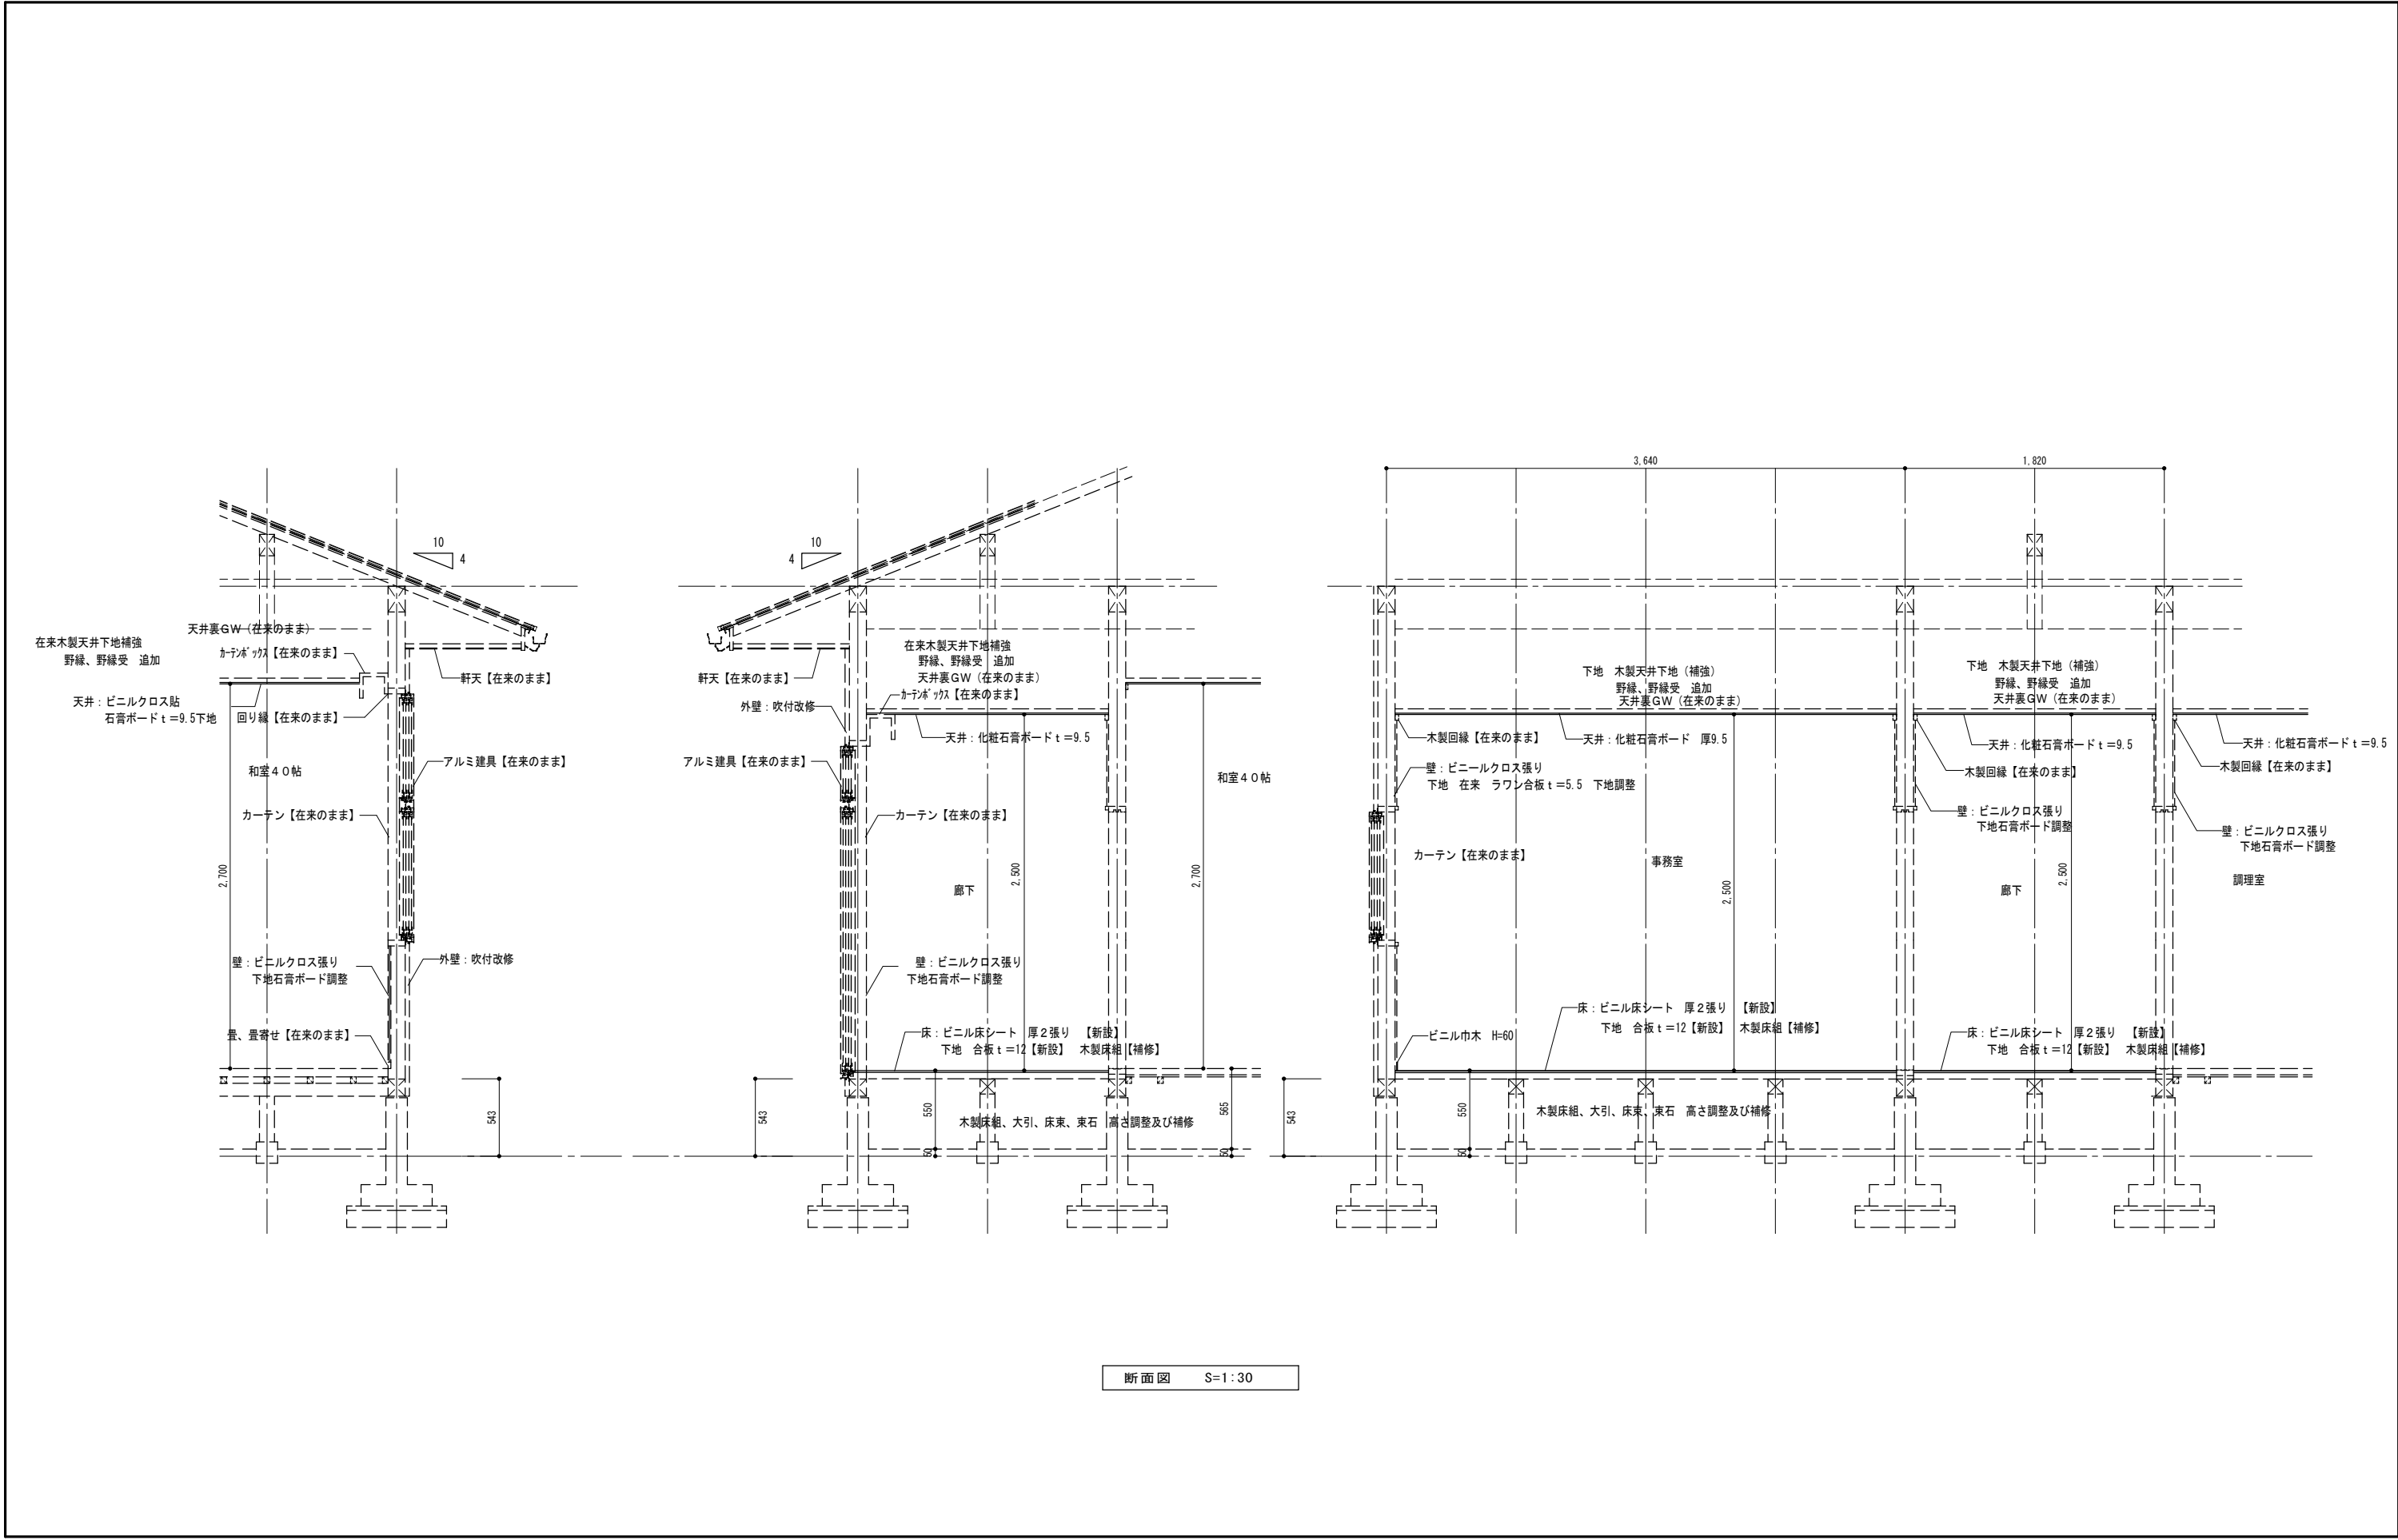 10
4
天井裏GW（在来のまま）
在来木製天井下地補強
野縁、野縁受　追加
ｶｰﾃﾝﾎﾞｯｸｽ【在来のまま】
軒天【在来のまま】
天井：ビニルクロス貼
石膏ボードｔ＝9.5下地
回り縁【在来のまま】
アルミ建具【在来のまま】
和室４０帖
カーテン【在来のまま】
2,700
壁：ビニルクロス張り
下地石膏ボード調整
外壁：吹付改修
畳、畳寄せ【在来のまま】
543
10
4
在来木製天井下地補強
野縁、野縁受　追加
天井裏GW（在来のまま）
軒天【在来のまま】
ｶｰﾃﾝﾎﾞｯｸｽ【在来のまま】
外壁：吹付改修
天井：化粧石膏ボードｔ＝9.5
アルミ建具【在来のまま】
和室４０帖
カーテン【在来のまま】
廊下
2,500
2,700
壁：ビニルクロス張り
下地石膏ボード調整
床：ビニル床シート　厚２張り　【新設】
下地　合板ｔ＝12【新設】　木製床組【補修】
543
550
50
565
50
木製床組、大引、床束、束石　高さ調整及び補修
3,640
1,820
下地　木製天井下地（補強）
野縁、野縁受　追加
天井裏GW（在来のまま）
下地　木製天井下地（補強）
野縁、野縁受　追加
天井裏GW（在来のまま）
木製回縁【在来のまま】
天井：化粧石膏ボード　厚9.5
天井：化粧石膏ボードｔ＝9.5
天井：化粧石膏ボードｔ＝9.5
壁：ビニールクロス張り
下地　在来　ラワン合板ｔ＝5.5　下地調整
木製回縁【在来のまま】
木製回縁【在来のまま】
壁：ビニルクロス張り
下地石膏ボード調整
壁：ビニルクロス張り
下地石膏ボード調整
カーテン【在来のまま】
事務室
2,500
廊下
2,500
調理室
床：ビニル床シート　厚２張り　【新設】
下地　合板ｔ＝12【新設】　木製床組【補修】
ビニル巾木　H=60
床：ビニル床シート　厚２張り　【新設】
下地　合板ｔ＝12【新設】　木製床組【補修】
543
550
50
木製床組、大引、床束、束石　高さ調整及び補修
断面図　S=1:30